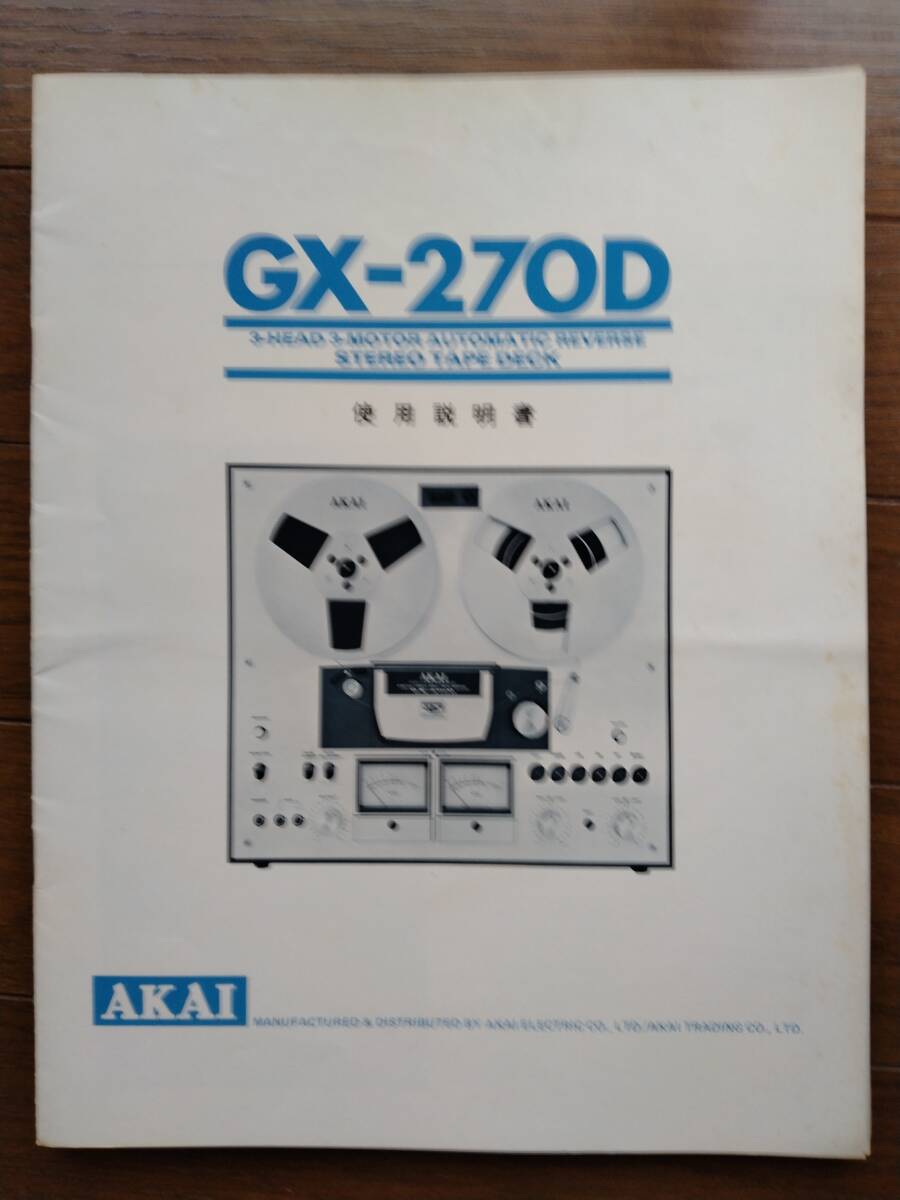 GX-270D
3-HEAD 3-MOTOR AUTOMATIC REVERSE
STEREO TAPE DECK
使用説明書
AKAI
AKAI
AKAI
AKAI
MANUFACTURED & DISTRIBUTED BY AKAI ELECTRIC CO., LTD./AKAI TRADING CO., LTD.